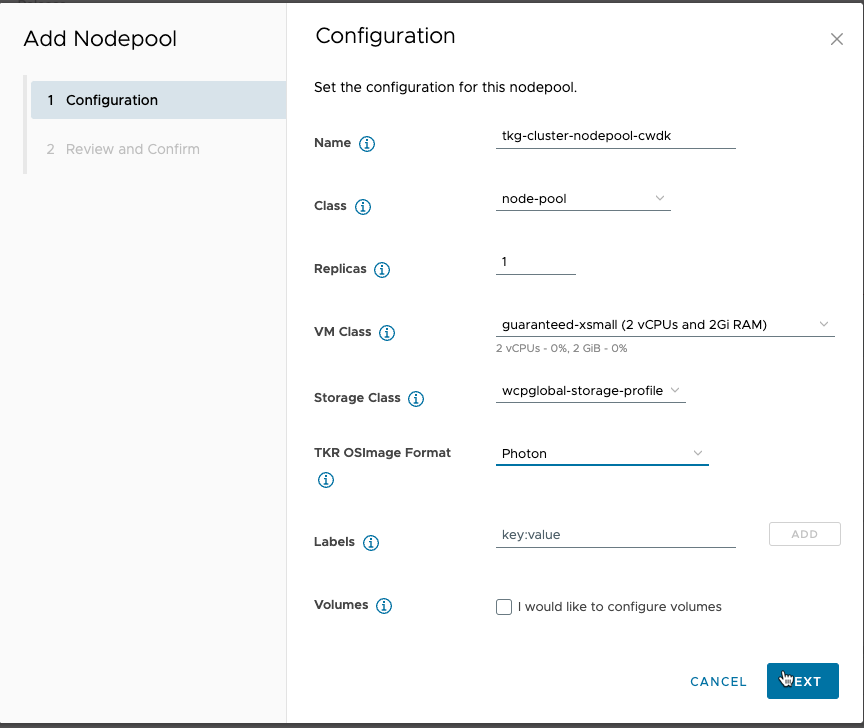 Add Nodepool
1 Configuration
2 Review and Confirm
Configuration
Set the configuration for this nodepool.
Name
tkg-cluster-nodepool-cwdk
Class
node-pool
Replicas
1
VM Class
guaranteed-xsmall (2 vCPUs and 2Gi RAM)
2 vCPUs - 0%, 2 GiB - 0%
Storage Class
wcpglobal-storage-profile
TKR OSImage Format
Photon
Labels
key:value
ADD
Volumes
I would like to configure volumes
CANCEL
NEXT